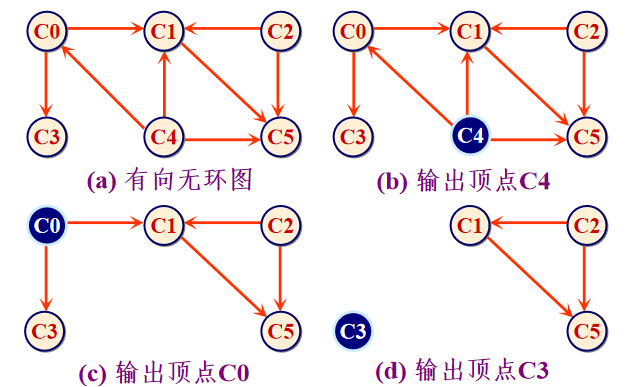 C0 C1 C2
C3 C4 C5
(a) 有向无环图
C0 C1 C2
C3 C4 C5
(b) 输出顶点C4
C0 C1 C2
C3 C5
(c) 输出顶点C0
C1 C2
C3 C5
(d) 输出顶点C3